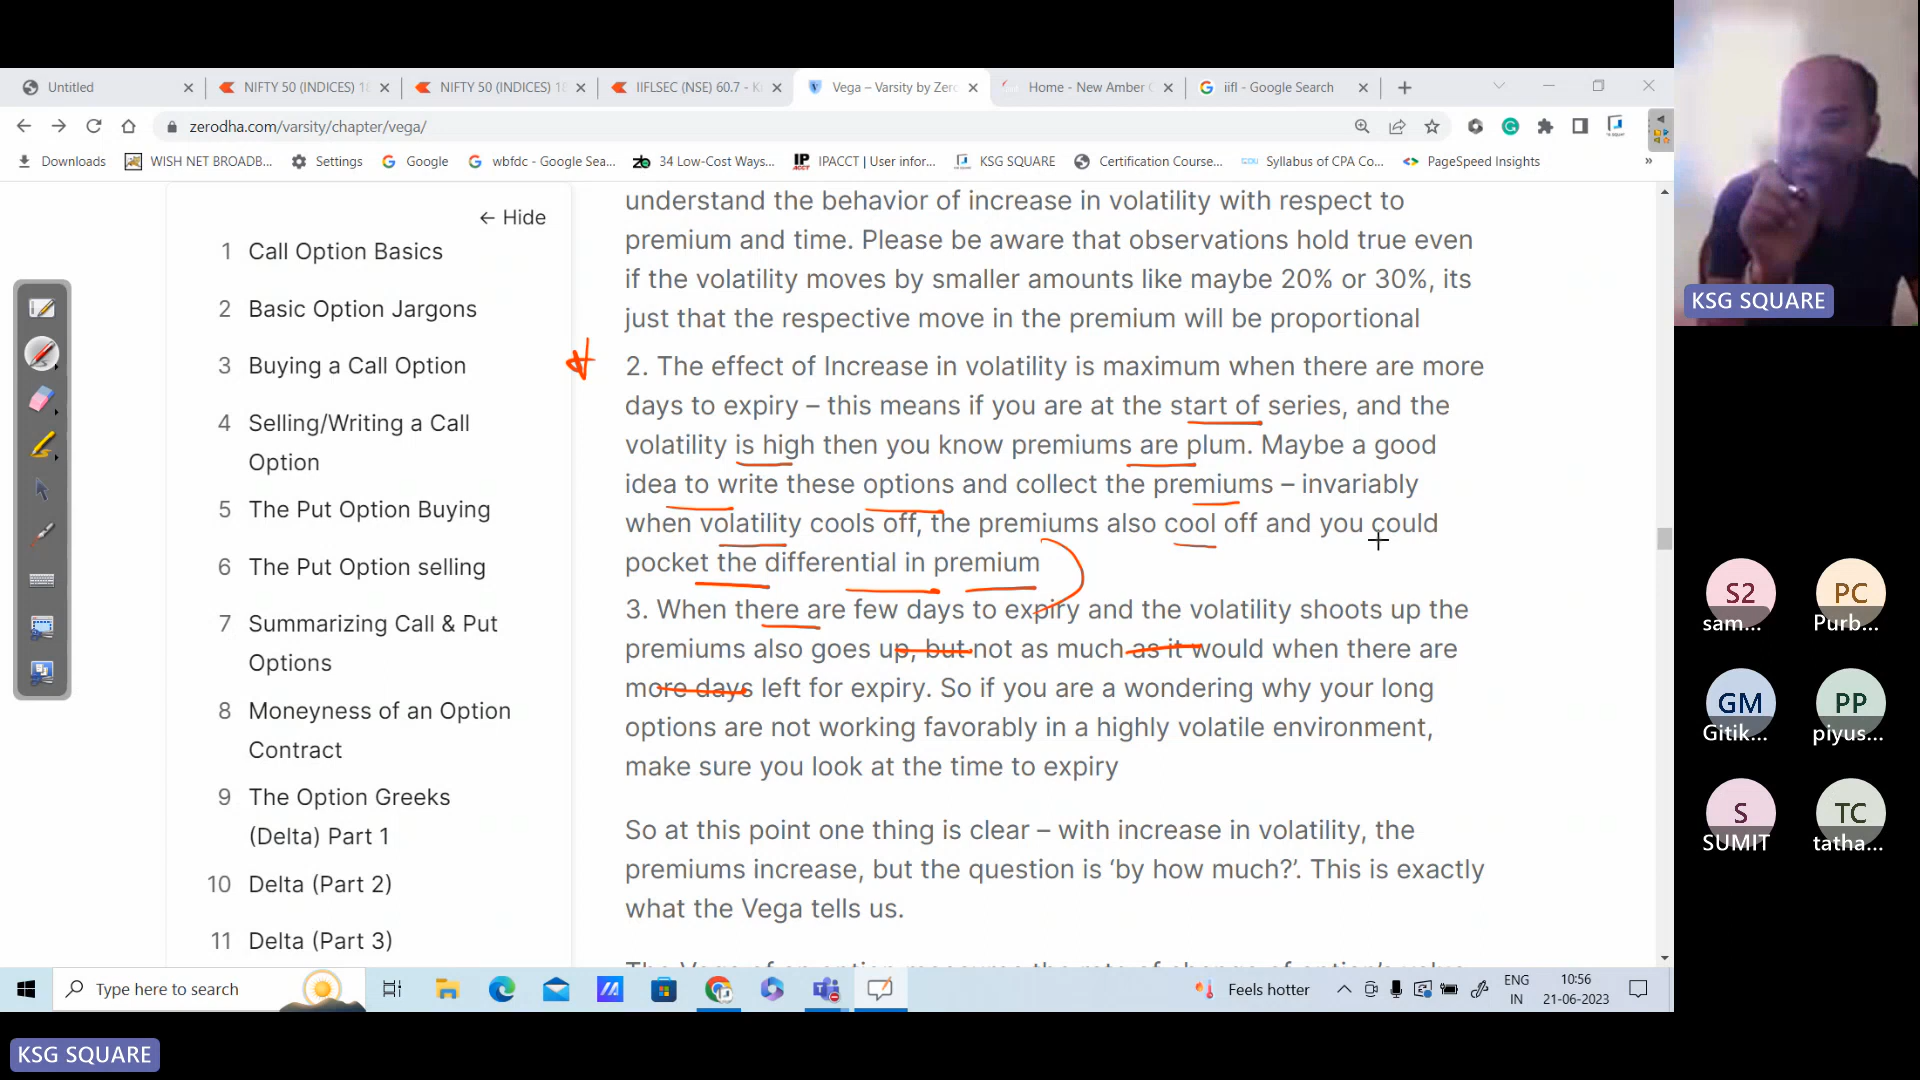 Untitled
NIFTY 50 (INDICES) 18
NIFTY 50 (INDICES) 18
IIFLSEC (NSE) 60.7 - Ki
Vega – Varsity by Zero
Home - New Amber C
iifl - Google Search
zerodha.com/varsity/chapter/vega/
Downloads
WISH NET BROADB...
Settings
Google
wbfdc - Google Sea...
34 Low-Cost Ways...
IPACCT | User infor...
KSG SQUARE
Certification Course...
Syllabus of CPA Co...
PageSpeed Insights
← Hide
1 Call Option Basics
2 Basic Option Jargons
3 Buying a Call Option
4 Selling/Writing a Call
Option
5 The Put Option Buying
6 The Put Option selling
7 Summarizing Call & Put
Options
8 Moneyness of an Option
Contract
9 The Option Greeks
(Delta) Part 1
10 Delta (Part 2)
11 Delta (Part 3)
understand the behavior of increase in volatility with respect to
premium and time. Please be aware that observations hold true even
if the volatility moves by smaller amounts like maybe 20% or 30%, its
just that the respective move in the premium will be proportional
2. The effect of Increase in volatility is maximum when there are more
days to expiry – this means if you are at the start of series, and the
volatility is high then you know premiums are plum. Maybe a good
idea to write these options and collect the premiums – invariably
when volatility cools off, the premiums also cool off and you could
pocket the differential in premium
3. When there are few days to expiry and the volatility shoots up the
premiums also goes up, but not as much as it would when there are
more days left for expiry. So if you are a wondering why your long
options are not working favorably in a highly volatile environment,
make sure you look at the time to expiry
So at this point one thing is clear – with increase in volatility, the
premiums increase, but the question is ‘by how much?’. This is exactly
what the Vega tells us.
KSG SQUARE
S2
sam...
PC
Purb...
GM
Gitik...
PP
piyus...
S
SUMIT
TC
tatha...
Type here to search
Feels hotter
ENG
IN
10:56
21-06-2023
KSG SQUARE